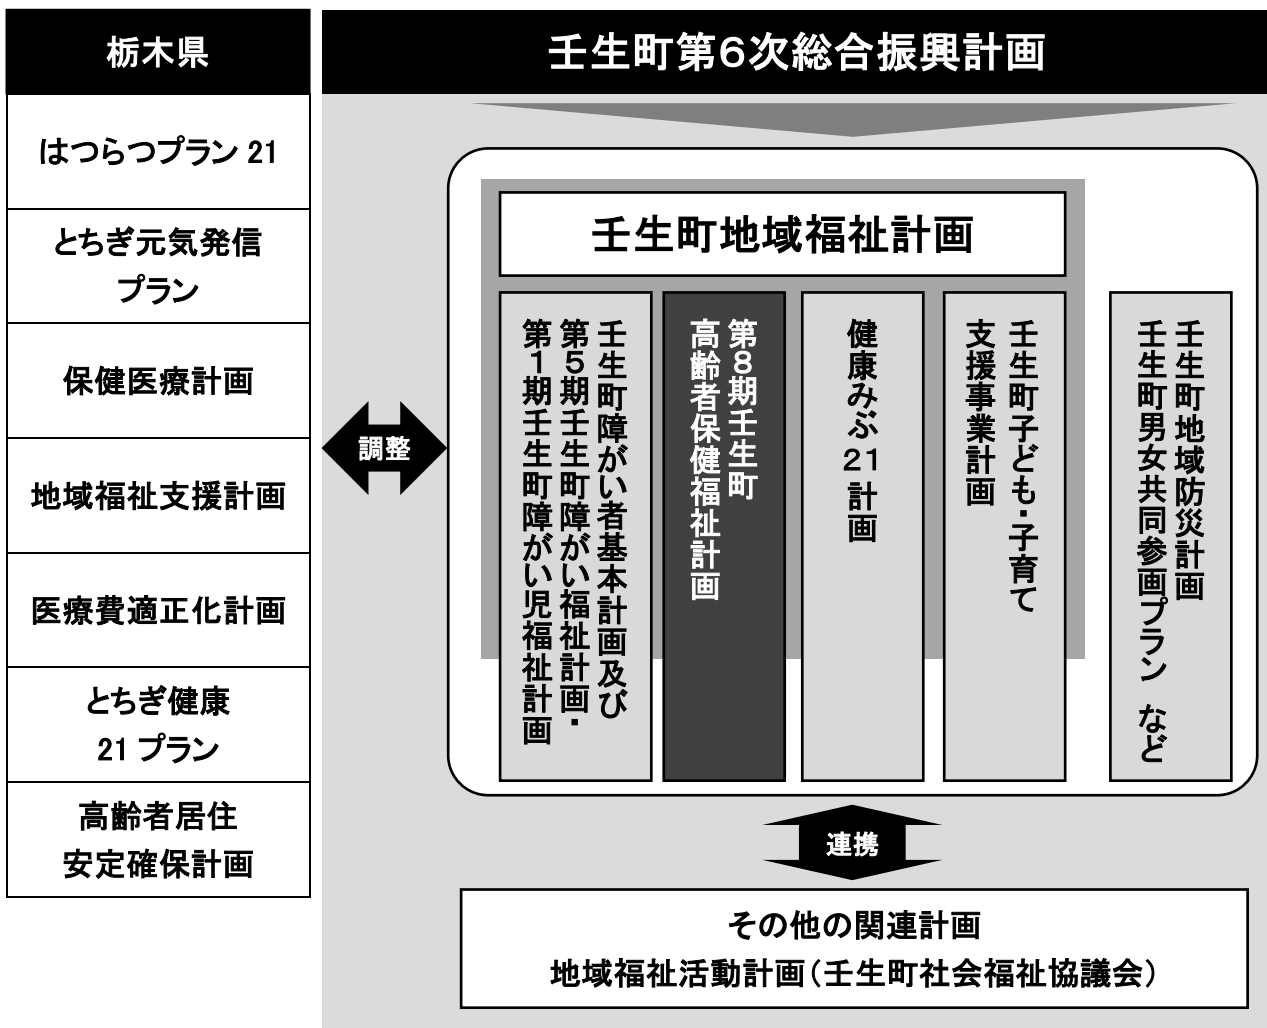 栃木県
はつらつプラン 21
とちぎ元気発信
プラン
保健医療計画
地域福祉支援計画
医療費適正化計画
とちぎ健康
21 プラン
高齢者居住
安定確保計画
壬生町第6次総合振興計画
調整
壬生町地域福祉計画
壬生町障がい者基本計画及び
第5期壬生町障がい福祉計画・
第1期壬生町障がい児福祉計画
第8期壬生町
高齢者保健福祉計画
健康みぶ21計画
壬生町子ども・子育て
支援事業計画
壬生町地域防災計画
壬生町男女共同参画プラン など
連携
その他の関連計画
地域福祉活動計画（壬生町社会福祉協議会）